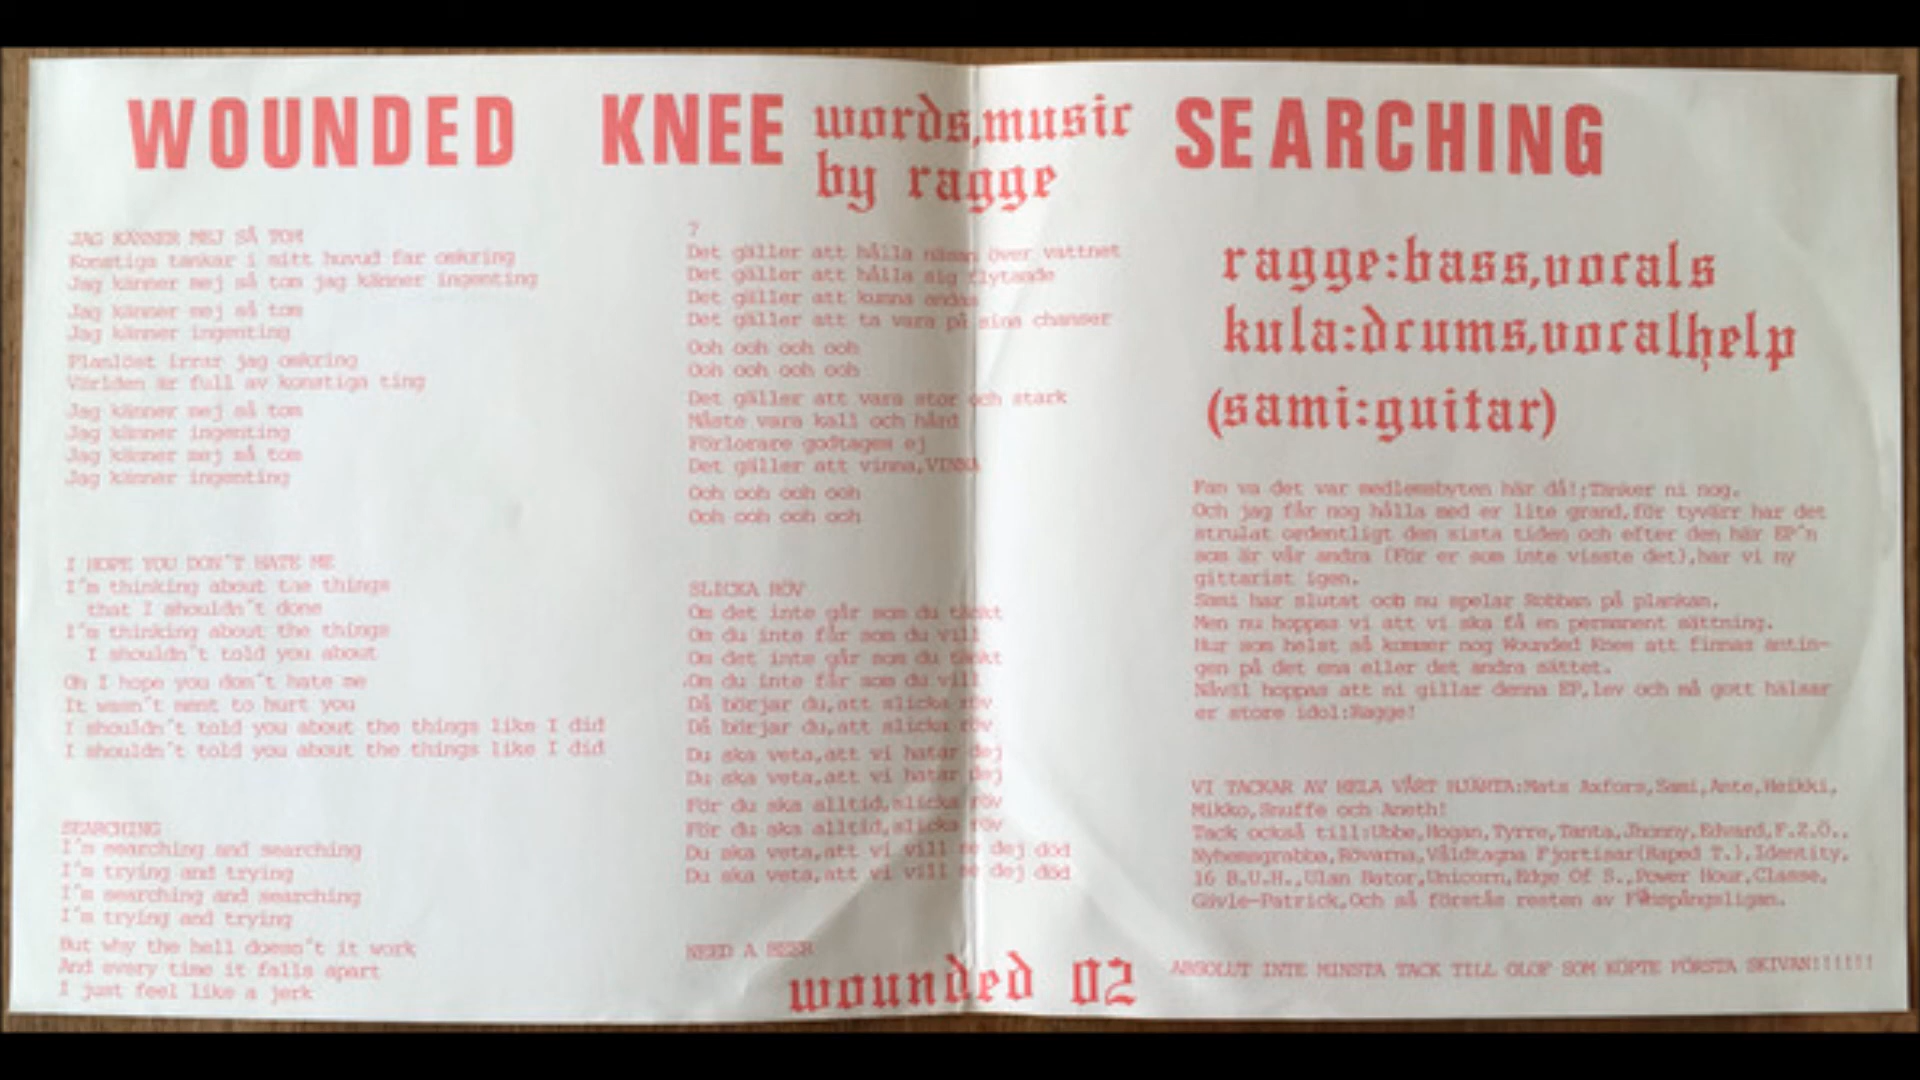 WOUNDED KNEE words,music by ragge SEARCHING
JAG KÄNNER MEJ SÅ TOM
Konstiga tankar i mitt huvud far omkring
Jag känner mej så tom jag känner ingenting
Jag känner mej så tom
Jag känner ingenting
Planlöst irrar jag omkring
Världen är full av konstiga ting
Jag känner mej så tom
Jag känner ingenting
Jag känner mej så tom
Jag känner ingenting
I HOPE YOU DON´T HATE ME
I´m thinking about the things
that I shouldn´t done
I´m thinking about the things
I shouldn´t told you about
Oh I hope you don´t hate me
It wasn´t ment to hurt you
I shouldn´t told you about the things like I did
I shouldn´t told you about the things like I did
SEARCHING
I´m searching and searching
I´m trying and trying
I´m searching and searching
I´m trying and trying
But why the hell doesn´t it work
And every time it falls apart
I just feel like a jerk
7
Det gäller att hålla näsan över vattnet
Det gäller att hålla sig flytande
Det gäller att kunna andas
Det gäller att ta vara på sina chanser
Ooh ooh ooh ooh
Ooh ooh ooh ooh
Det gäller att vara stor och stark
Måste vara kall och hård
Förlorare godtages ej
Det gäller att vinna,VINNA
Ooh ooh ooh ooh
Ooh ooh ooh ooh
SLICKA RÖV
Om det inte går som du tänkt
Om du inte får som du vill
Om det inte går som du tänkt
Om du inte får som du vill
Då börjar du,att slicka röv
Då börjar du,att slicka röv
Du ska veta,att vi hatar dej
Du ska veta,att vi hatar dej
För du ska alltid,slicka röv
För du ska alltid,slicka röv
Du ska veta,att vi vill se dej död
Du ska veta,att vi vill se dej död
NEED A BEER
wounded 02
ragge:bass,vocals
kula:drums,vocalhelp
(sami:guitar)
Fan va det var medlemsbyten här då!;Tänker ni nog.
Och jag får nog hålla med er lite grand,för tyvärr har det
strulat ordentligt den sista tiden och efter den här EP´n
som är vår andra (För er som inte visste det),har vi ny
gittarist igen.
Sami har slutat och nu spelar Robban på plankan.
Men nu hoppas vi att vi ska få en permanent sättning.
Hur som helst så kommer nog Wounded Knee att finnas antin-
gen på det ena eller det andra sättet.
Nåväl hoppas att ni gillar denna EP,lev och må gott hälsar
er store idol:Ragge!
VI TACKAR AV HELA VÅRT HJÄRTA:Mats Axfors,Sami,Ante,Heikki,
Mikko,Snuffe och Aneth!
Tack också till:Ubbe,Hogan,Tyrre,Tanta,Jhonny,Edvard,F.Z.Ö.,
Nyhemsgrabba,Rövarna,Våldtagna Fjortisar(Raped T.),Identity,
16 B.U.H.,Ulan Bator,Unicorn,Edge Of S.,Power Hour,Classe,
Gävle-Patrick,Och så förstås resten av
ABSOLUT INTE MINSTA TACK TILL OLOF SOM KÖPTE FÖRSTA SKIVAN!!!!!!